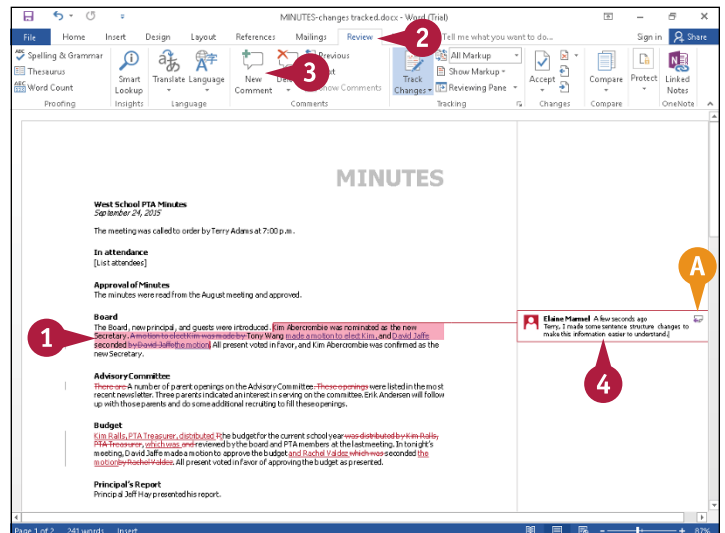 MINUTES-changes tracked.docx - Word (Trial)
File Home Insert Design Layout References Mailings Review Tell me what you want to do... Sign in Share
Spelling & Grammar
Thesaurus
Word Count
Proofing
Smart Lookup
Insights
Translate Language
Language
New Comment
Previous
Show Comments
Comments
Track Changes
All Markup
Show Markup
Reviewing Pane
Tracking
Accept
Changes
Compare
Compare
Protect
Linked Notes
OneNote
2
3
MINUTES
West School PTA Minutes
September 24, 2015
The meeting was called to order by Terry Adams at 7:00 p.m.
In attendance
[List attendees]
Approval of Minutes
The minutes were read from the August meeting and approved.
Board
The Board, new principal, and guests were introduced. Kim Abercrombie was nominated as the new
Secretary. A motion to elect Kim was made by Tony Wang made a motion to elect Kim, and David Jaffe
seconded by David Jaffe the motion. All present voted in favor, and Kim Abercrombie was confirmed as the
new Secretary.
1
A
Elaine Marmel A few seconds ago
Terry, I made some sentence structure changes to
make this information easier to understand.
4
Advisory Committee
There are A number of parent openings on the Advisory Committee. These openings were listed in the most
recent newsletter. Three parents indicated an interest in serving on the committee. Erik Andersen will follow
up with those parents and do some additional recruiting to fill these openings.
Budget
Kim Ralls, PTA Treasurer, distributed Tthe budget for the current school year was distributed by Kim Ralls,
PTA Treasurer, which was and reviewed by the board and PTA members at the last meeting. In tonight's
meeting, David Jaffe made a motion to approve the budget and Rachel Valdez which was seconded the
motion by Rachel Valdez. All present voted in favor of approving the budget as presented.
Principal's Report
Principal Jeff Hay presented his report.
Page 1 of 2 241 words Insert 87%